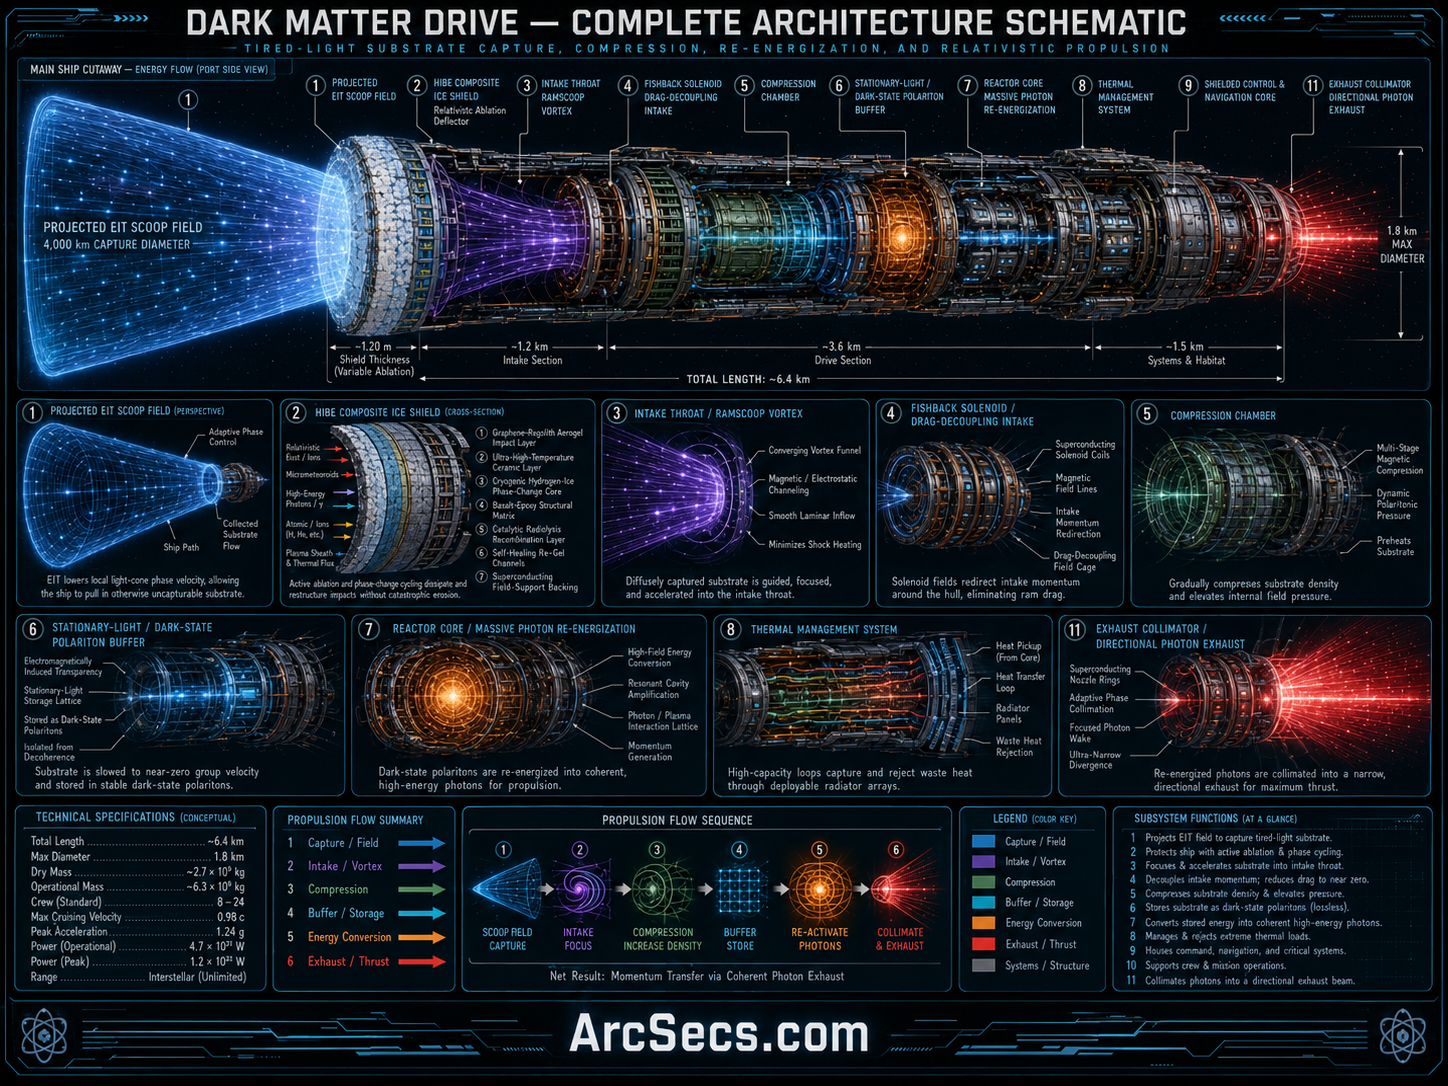 DARK MATTER DRIVE — COMPLETE ARCHITECTURE SCHEMATIC
TIRED-LIGHT SUBSTRATE CAPTURE, COMPRESSION, RE-ENERGIZATION, AND RELATIVISTIC PROPULSION
MAIN SHIP CUTAWAY — ENERGY FLOW (PORT SIDE VIEW)
1
1 PROJECTED
EIT SCOOP FIELD
2 HIBE COMPOSITE
ICE SHIELD
Relativistic Ablation
Deflector
3 INTAKE THROAT
RAMSCOOP
VORTEX
4 FISHBACK SOLENOID
DRAG-DECOUPLING
INTAKE
5 COMPRESSION
CHAMBER
6 STATIONARY-LIGHT /
DARK-STATE POLARITON
BUFFER
7 REACTOR CORE
MASSIVE PHOTON
RE-ENERGIZATION
8 THERMAL
MANAGEMENT
SYSTEM
9 SHIELDED CONTROL &
NAVIGATION CORE
11 EXHAUST COLLIMATOR
DIRECTIONAL PHOTON
EXHAUST
PROJECTED EIT SCOOP FIELD
4,000 km CAPTURE DIAMETER
1.8 km
MAX
DIAMETER
~1.20 m
Shield Thickness
(Variable Ablation)
~1.2 km
Intake Section
~3.6 km
Drive Section
~1.5 km
Systems & Habitat
TOTAL LENGTH: ~6.4 km
1 PROJECTED EIT SCOOP FIELD (PERSPECTIVE)
Adaptive Phase
Control
Collected
Substrate
Flow
Ship Path
EIT lowers local light-cone phase velocity, allowing
the ship to pull in otherwise uncapturable substrate.
2 HIBE COMPOSITE ICE SHIELD (CROSS-SECTION)
Relativistic
Dust / Ions
Micrometeoroids
High-Energy
Photons / γ
Atomic / Ions
(H, He, etc.)
Plasma Sheath
& Thermal Flux
1 Graphene-Regolith Aerogel
Impact Layer
2 Ultra-High-Temperature
Ceramic Layer
3 Cryogenic Hydrogen-Ice
Phase-Change Core
4 Basalt-Epoxy Structural
Matrix
5 Catalytic Radiolysis
Recombination Layer
6 Self-Healing Re-Gel
Channels
7 Superconducting
Field-Support Backing
Active ablation and phase-change cycling dissipate and
restructure impacts without catastrophic erosion.
3 INTAKE THROAT / RAMSCOOP VORTEX
Converging Vortex Funnel
Magnetic / Electrostatic
Channeling
Smooth Laminar Inflow
Minimizes Shock Heating
Diffusely captured substrate is guided, focused,
and accelerated into the intake throat.
4 FISHBACK SOLENOID /
DRAG-DECOUPLING INTAKE
Superconducting
Solenoid Coils
Magnetic
Field Lines
Intake
Momentum
Redirection
Drag-Decoupling
Field Cage
Solenoid fields redirect intake momentum
around the hull, eliminating ram drag.
5 COMPRESSION CHAMBER
Multi-Stage
Magnetic
Compression
Dynamic
Polaritonic
Pressure
Preheats
Substrate
Gradually compresses substrate density
and elevates internal field pressure.
6 STATIONARY-LIGHT / DARK-STATE
POLARITON BUFFER
Electromagnetically
Induced Transparency
Stationary-Light
Storage Lattice
Stored as Dark-State
Polaritons
Isolated from
Decoherence
Substrate is slowed to near-zero group velocity
and stored in stable dark-state polaritons.
7 REACTOR CORE / MASSIVE PHOTON RE-ENERGIZATION
High-Field Energy
Conversion
Resonant Cavity
Amplification
Photon / Plasma
Interaction Lattice
Momentum
Generation
Dark-state polaritons are re-energized into coherent,
high-energy photons for propulsion.
8 THERMAL MANAGEMENT SYSTEM
Heat Pickup
(From Core)
Heat Transfer
Loop
Radiator
Panels
Waste Heat
Rejection
High-capacity loops capture and reject waste heat
through deployable radiator arrays.
11 EXHAUST COLLIMATOR /
DIRECTIONAL PHOTON EXHAUST
Superconducting
Nozzle Rings
Adaptive Phase
Collimation
Focused Photon
Wake
Ultra-Narrow
Divergence
Re-energized photons are collimated into a narrow,
directional exhaust for maximum thrust.
TECHNICAL SPECIFICATIONS (CONCEPTUAL)
Total Length ~6.4 km
Max Diameter 1.8 km
Dry Mass ~2.7 × 10⁹ kg
Operational Mass ~6.3 × 10⁹ kg
Crew (Standard) 8 – 24
Max Cruising Velocity 0.98 c
Peak Acceleration 1.24 g
Power (Operational) 4.7 × 10²¹ W
Power (Peak) 1.2 × 10²² W
Range Interstellar (Unlimited)
PROPULSION FLOW SUMMARY
1 Capture / Field
2 Intake / Vortex
3 Compression
4 Buffer / Storage
5 Energy Conversion
6 Exhaust / Thrust
PROPULSION FLOW SEQUENCE
1 2 3 4 5 6
SCOOP FIELD
CAPTURE
INTAKE
FOCUS
COMPRESSION
INCREASE DENSITY
BUFFER
STORE
RE-ACTIVATE
PHOTONS
COLLIMATE
& EXHAUST
Net Result: Momentum Transfer via Coherent Photon Exhaust
LEGEND (COLOR KEY)
Capture / Field
Intake / Vortex
Compression
Buffer / Storage
Energy Conversion
Exhaust / Thrust
Systems / Structure
SUBSYSTEM FUNCTIONS (AT A GLANCE)
1 Projects EIT field to capture tired-light substrate.
2 Protects ship with active ablation & phase cycling.
3 Focuses & accelerates substrate into intake throat.
4 Decouples intake momentum; reduces drag to near zero.
5 Compresses substrate density & elevates pressure.
6 Stores substrate as dark-state polaritons (lossless).
7 Converts stored energy into coherent high-energy photons.
8 Manages & rejects extreme thermal loads.
9 Houses command, navigation, and critical systems.
10 Supports crew & mission operations.
11 Collimates photons into a directional exhaust beam.
ArcSecs.com